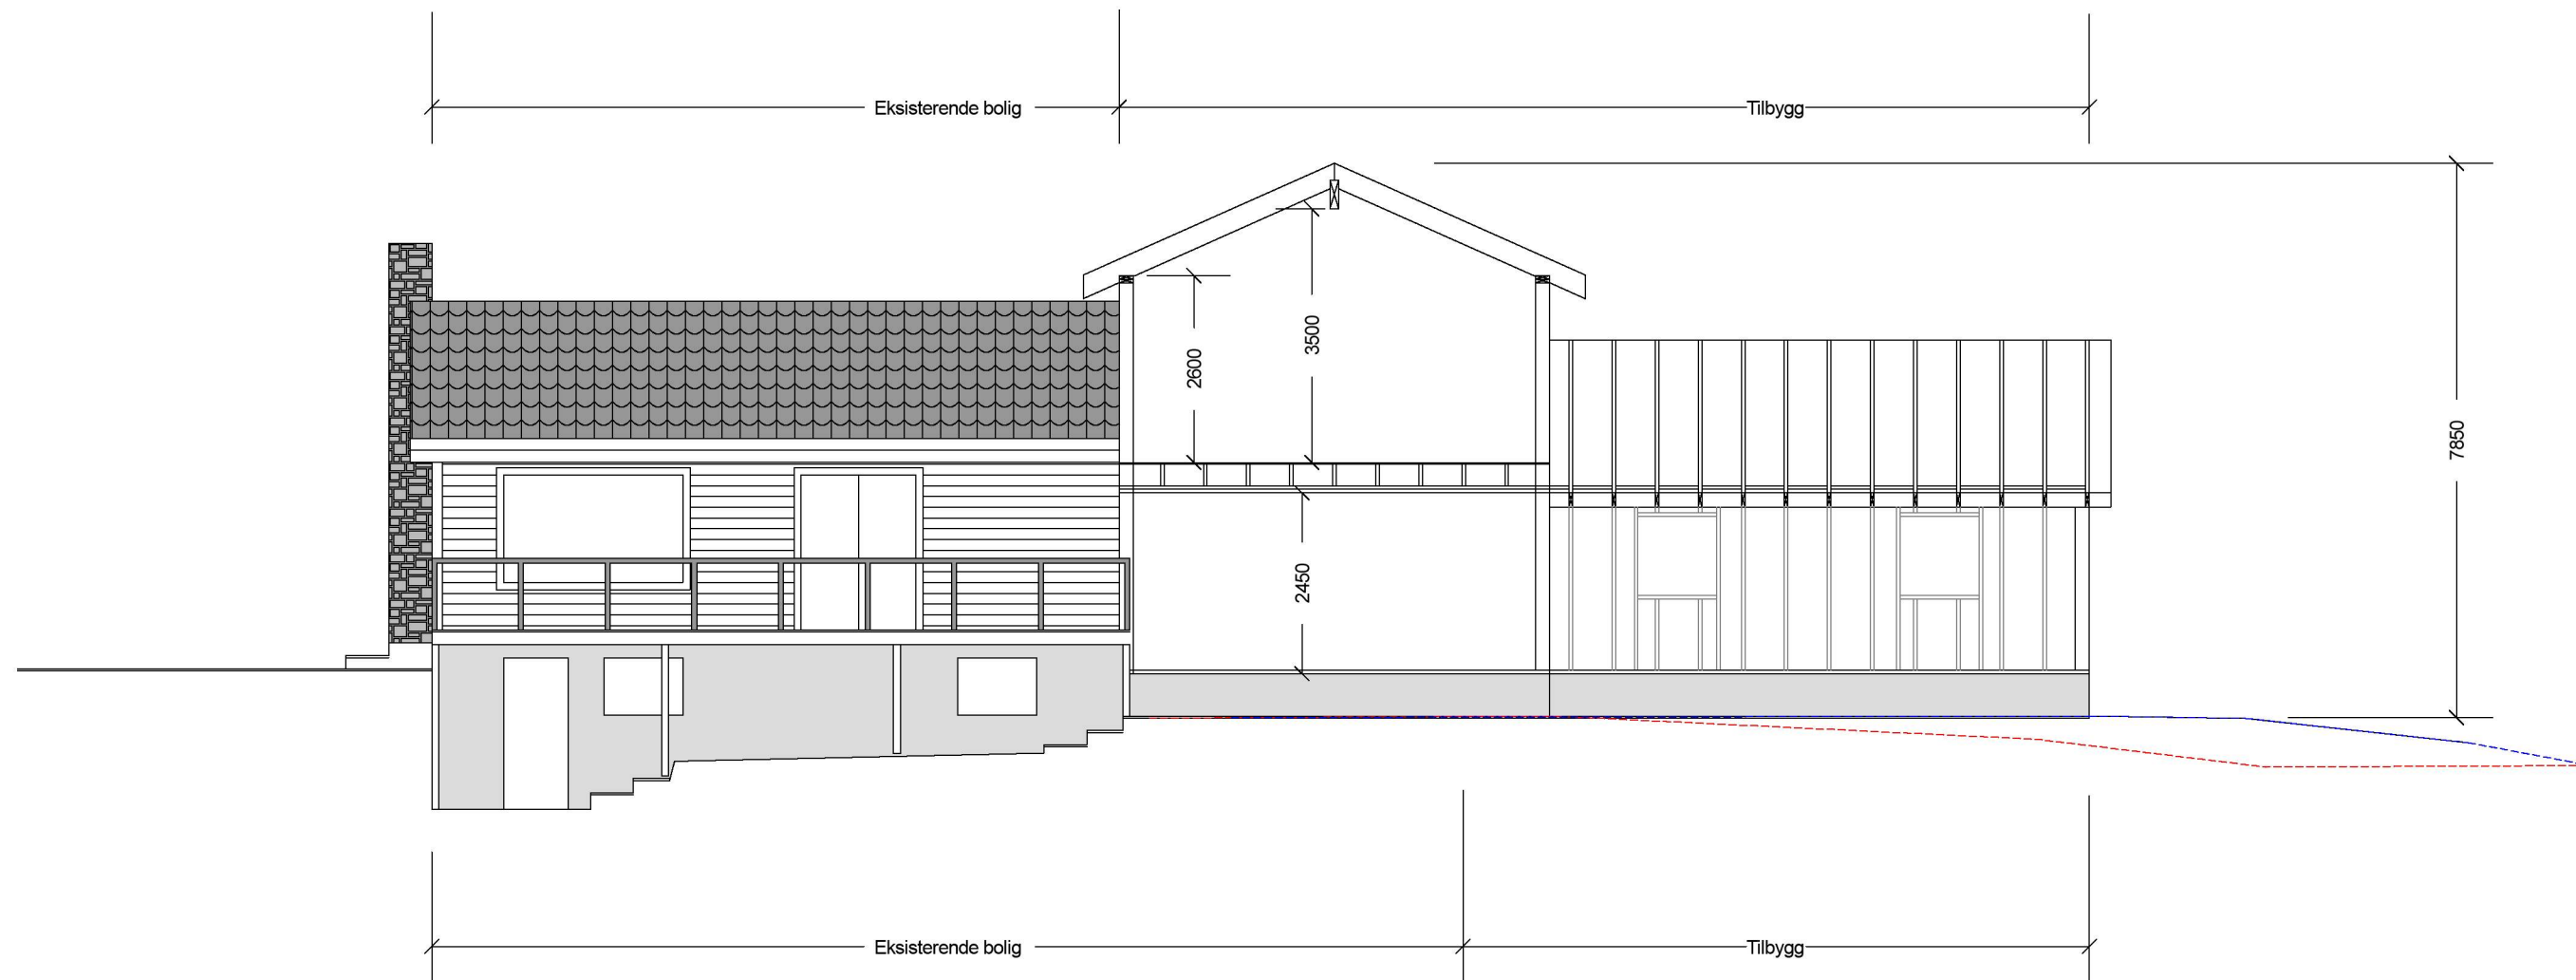 Eksisterende bolig
Tilbygg
3500
2600
7850
2450
Eksisterende bolig
Tilbygg